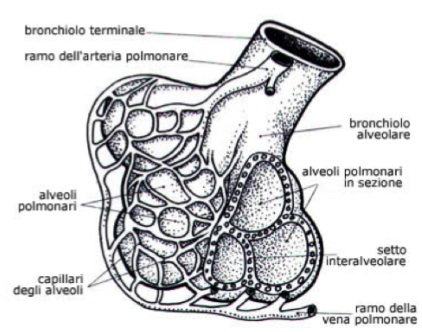 bronchiolo terminale
ramo dell'arteria polmonare
bronchiolo
alveolare
alveoli polmonari
in sezione
alveoli
polmonari
setto
interalveolare
capillari
degli alveoli
ramo della
vena polmonare